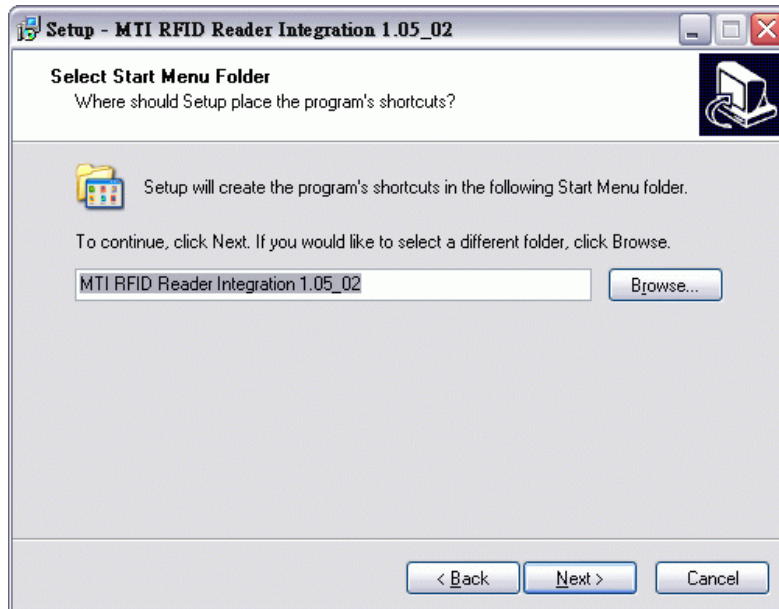 Setup - MTI RFID Reader Integration 1.05_02
Select Start Menu Folder
Where should Setup place the program's shortcuts?
Setup will create the program's shortcuts in the following Start Menu folder.
To continue, click Next. If you would like to select a different folder, click Browse.
MTI RFID Reader Integration 1.05_02
Browse...
< Back
Next >
Cancel